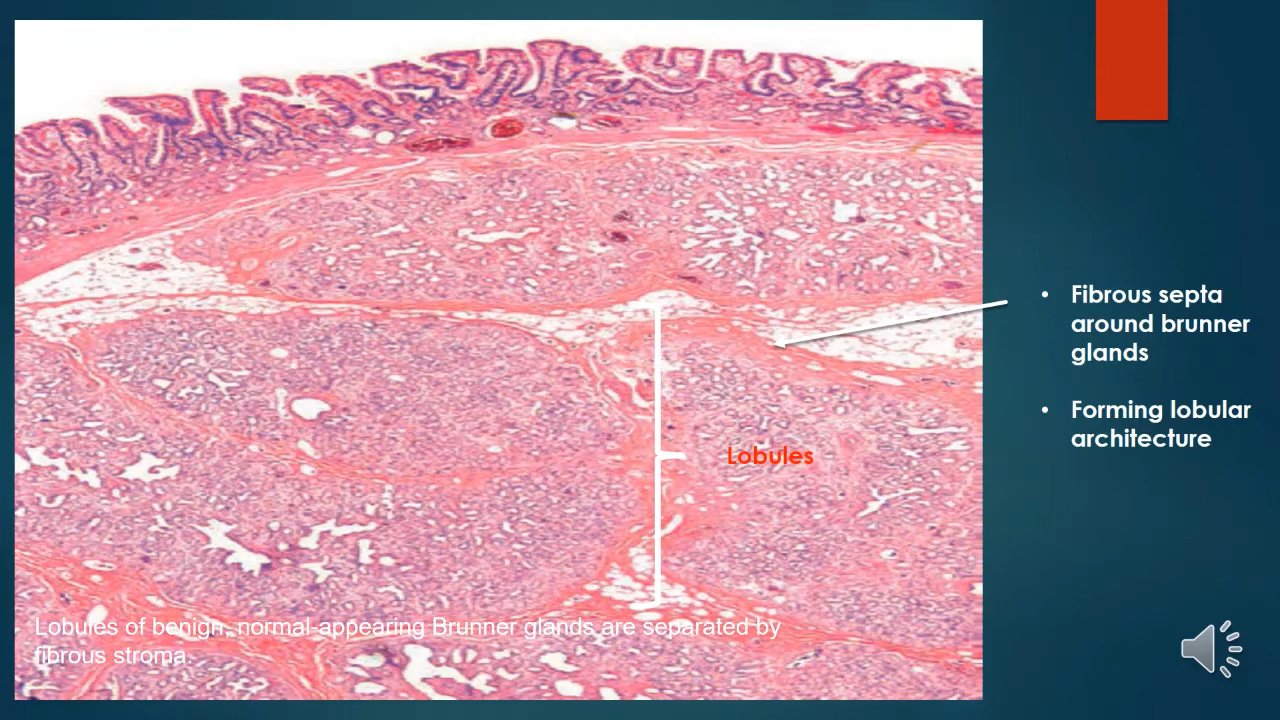 • Fibrous septa
around brunner
glands
• Forming lobular
architecture
Lobules
Lobules of benign, normal-appearing Brunner glands are separated by
fibrous stroma.